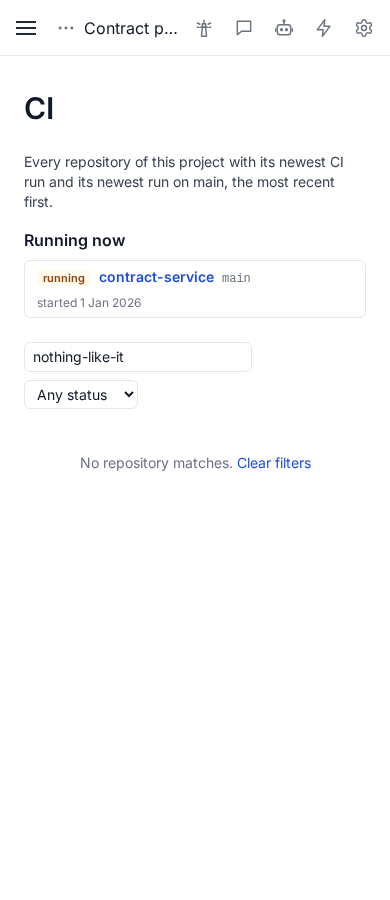 Contract p...
CI
Every repository of this project with its newest CI
run and its newest run on main, the most recent
first.
Running now
running contract-service main
started 1 Jan 2026
nothing-like-it
Any status
No repository matches. Clear filters